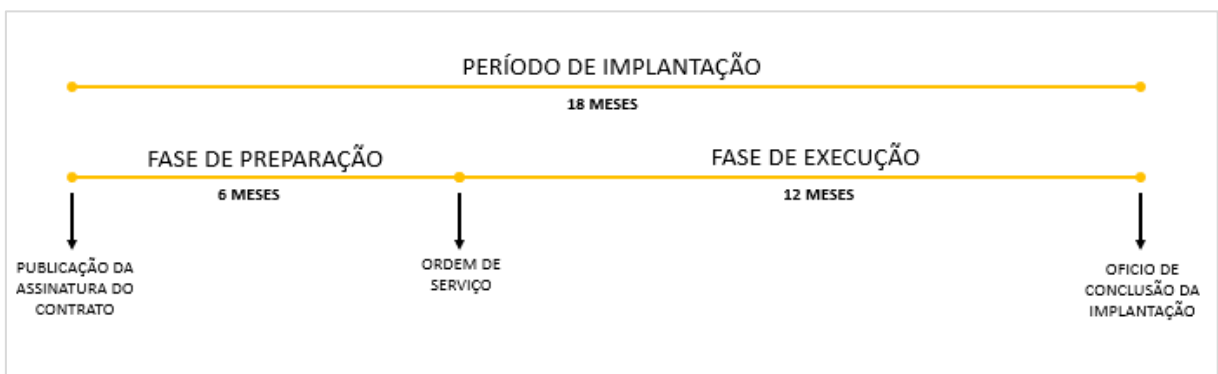 PERÍODO DE IMPLANTAÇÃO
18 MESES
FASE DE PREPARAÇÃO
6 MESES
FASE DE EXECUÇÃO
12 MESES
PUBLICAÇÃO DA
ASSINATURA DO
CONTRATO
ORDEM DE
SERVIÇO
OFICIO DE
CONCLUSÃO DA
IMPLANTAÇÃO